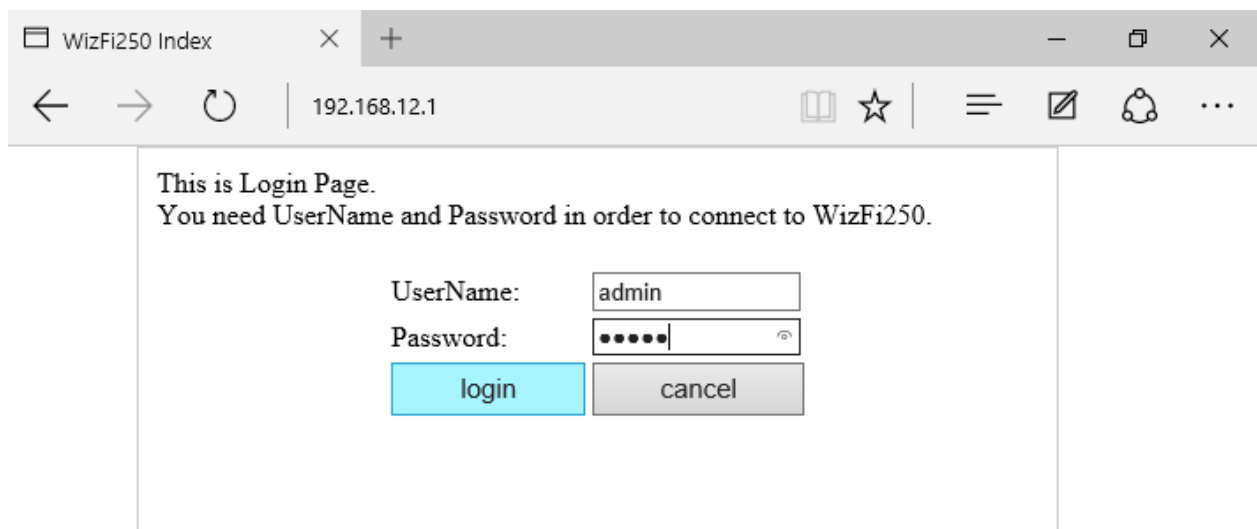 WizFi250 Index
192.168.12.1
This is Login Page.
You need UserName and Password in order to connect to WizFi250.
UserName: admin
Password: •••••
login cancel